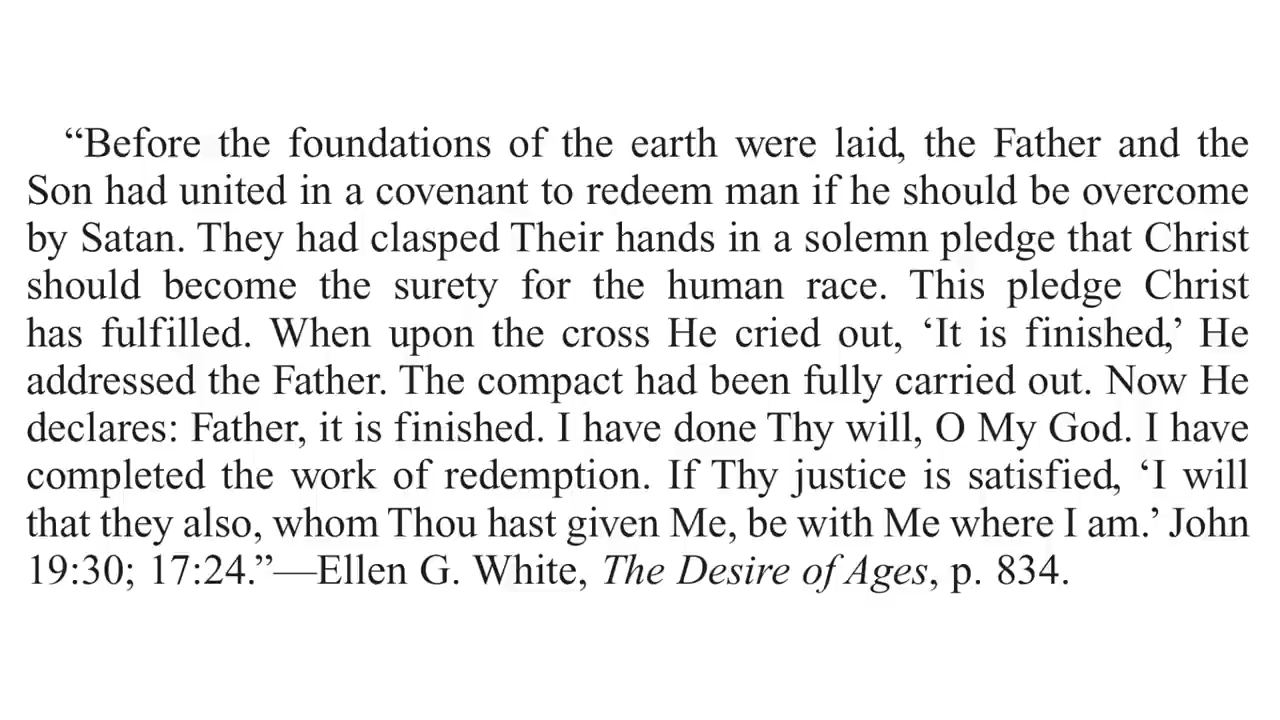 “Before the foundations of the earth were laid, the Father and the
Son had united in a covenant to redeem man if he should be overcome
by Satan. They had clasped Their hands in a solemn pledge that Christ
should become the surety for the human race. This pledge Christ
has fulfilled. When upon the cross He cried out, ‘It is finished,’ He
addressed the Father. The compact had been fully carried out. Now He
declares: Father, it is finished. I have done Thy will, O My God. I have
completed the work of redemption. If Thy justice is satisfied, ‘I will
that they also, whom Thou hast given Me, be with Me where I am.’ John
19:30; 17:24.”—Ellen G. White, The Desire of Ages, p. 834.